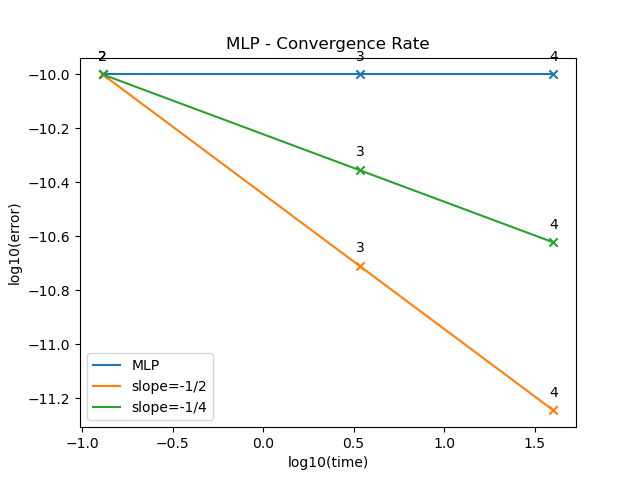 MLP - Convergence Rate
2 3 4
−10.0
−10.2
3
−10.4
4
−10.6
3
−10.8
−11.0
4
−11.2
log10(error)
MLP
slope=-1/2
slope=-1/4
−1.0 −0.5 0.0 0.5 1.0 1.5
log10(time)